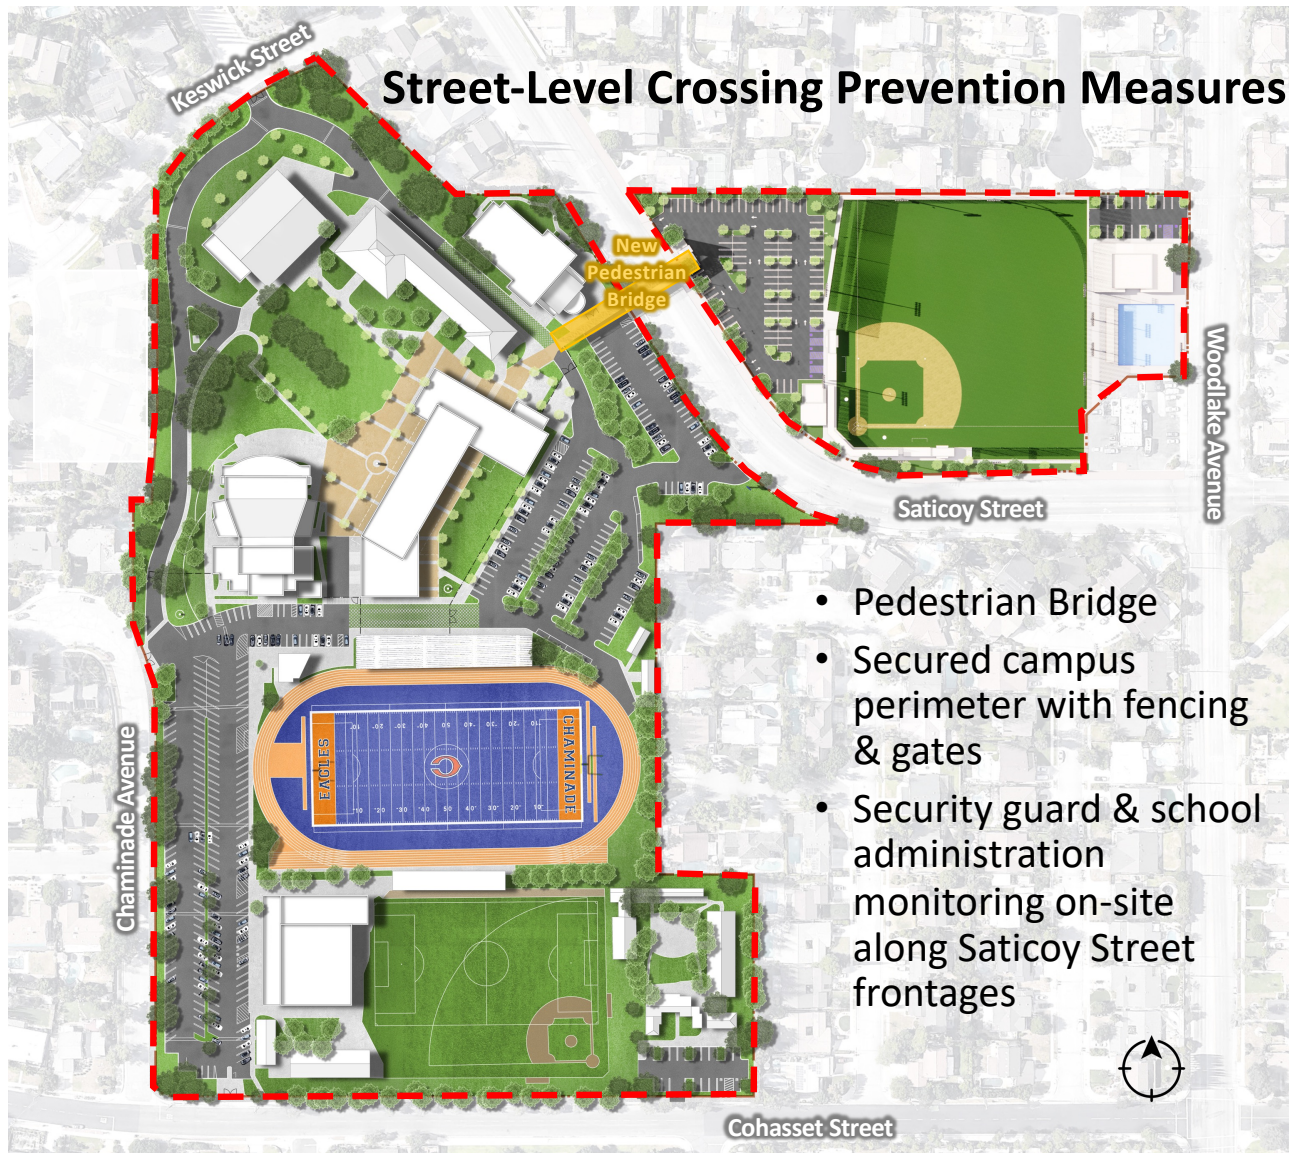 Keswick Street
Street-Level Crossing Prevention Measures
New
Pedestrian
Bridge
Woodlake Avenue
Saticoy Street
• Pedestrian Bridge
• Secured campus
perimeter with fencing
& gates
• Security guard & school
administration
monitoring on-site
along Saticoy Street
frontages
Chaminade Avenue
EAGLES
CHAMINADE
Cohasset Street